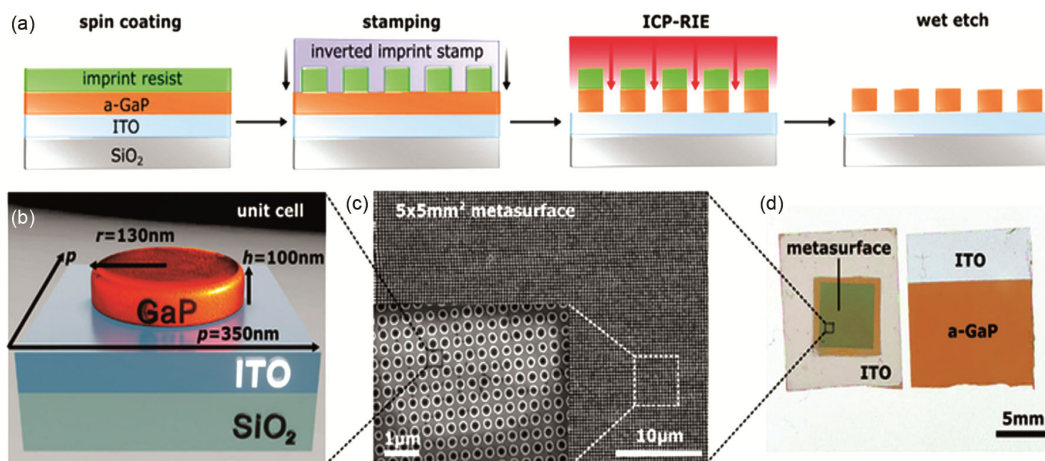 (a)
spin coating
stamping
ICP-RIE
wet etch
imprint resist
a-GaP
ITO
SiO₂
inverted imprint stamp
(b)
unit cell
p
r=130nm
h=100nm
GaP
p=350nm
ITO
SiO₂
(c)
5x5mm² metasurface
1µm
10µm
(d)
metasurface
ITO
ITO
a-GaP
5mm